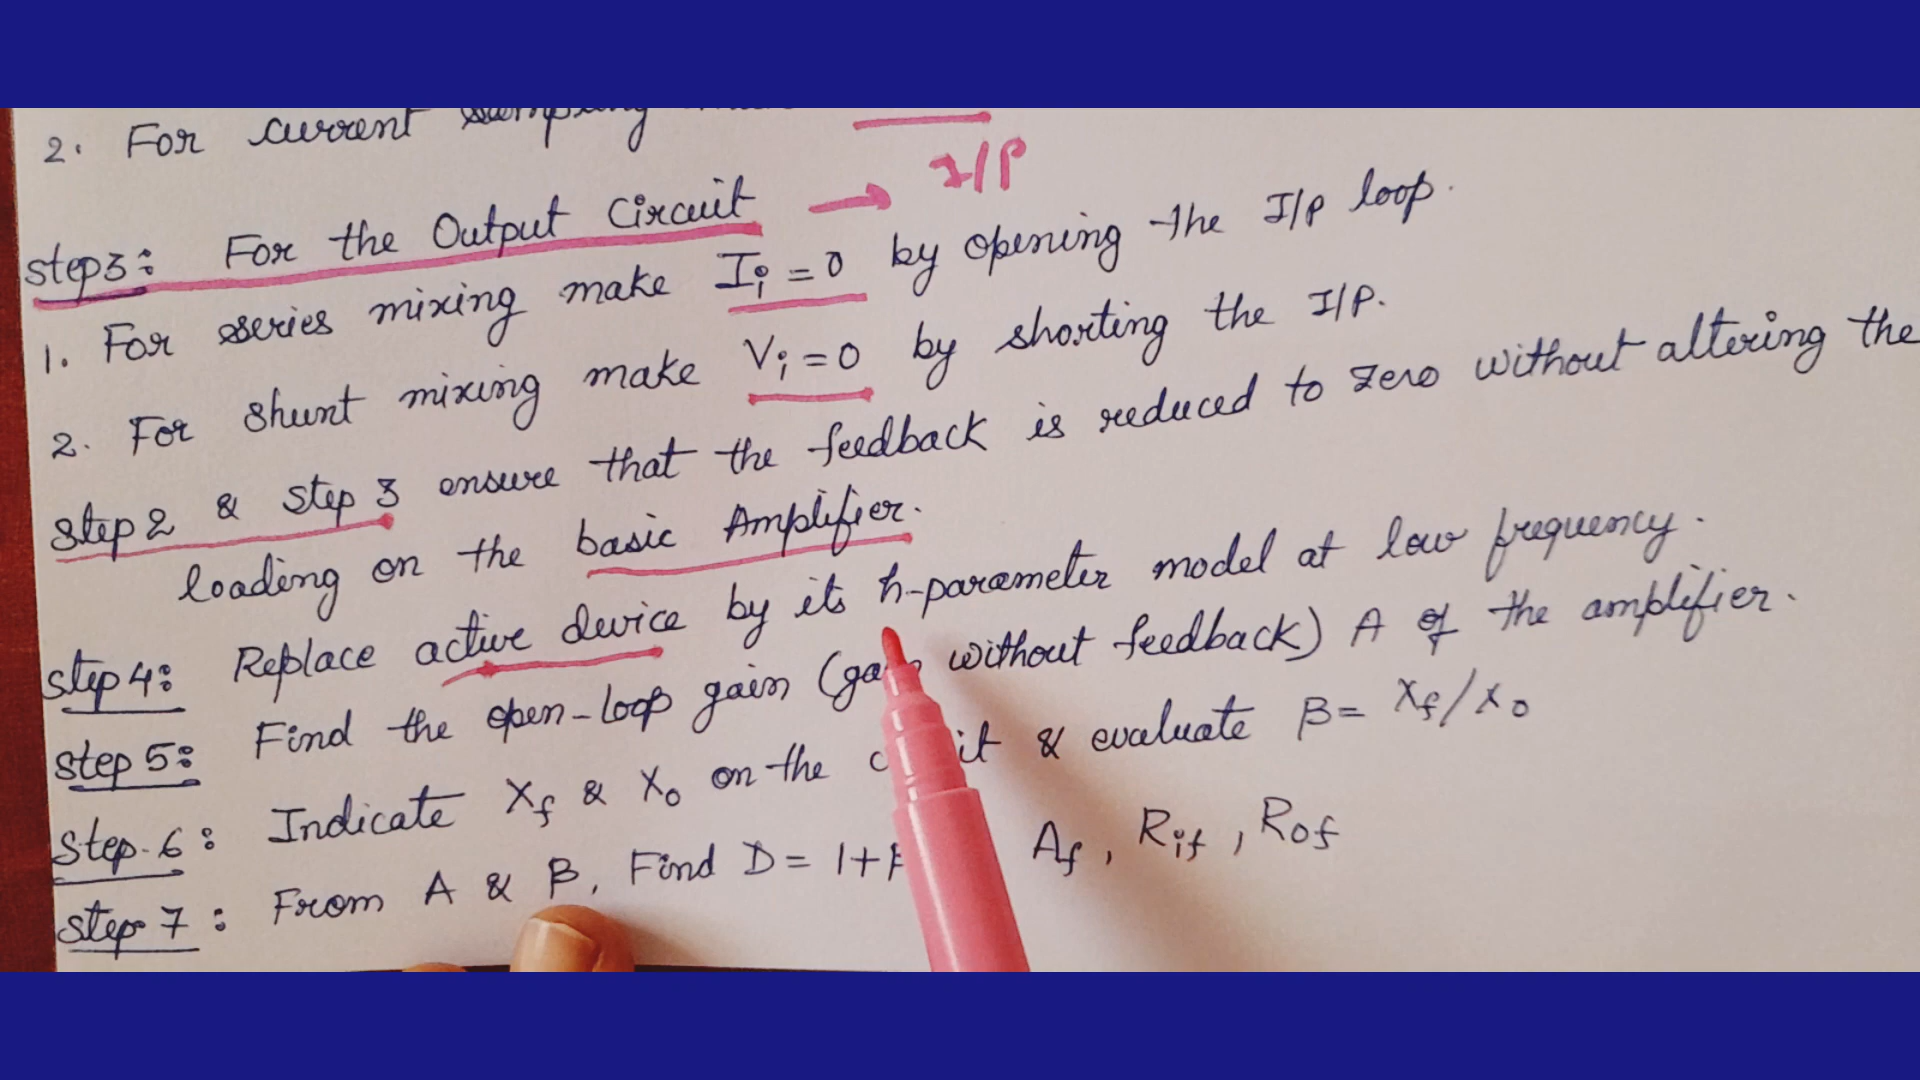 2. For current sampling
I/P
step3: For the Output Circuit →
1. For series mixing make Ii = 0 by opening the I/P loop.
2. For shunt mixing make Vi = 0 by shorting the I/P.
step 2 & step 3 ensure that the feedback is reduced to zero without altering the
loading on the basic Amplifier.
step 4: Replace active device by its h-parameter model at low frequency.
step 5: Find the open-loop gain (ga without feedback) A of the amplifier.
step-6: Indicate Xf & Xo on the c it & evaluate β = Xf/Xo
step-7: From A & β, Find D = 1+ Af, Rif, Rof